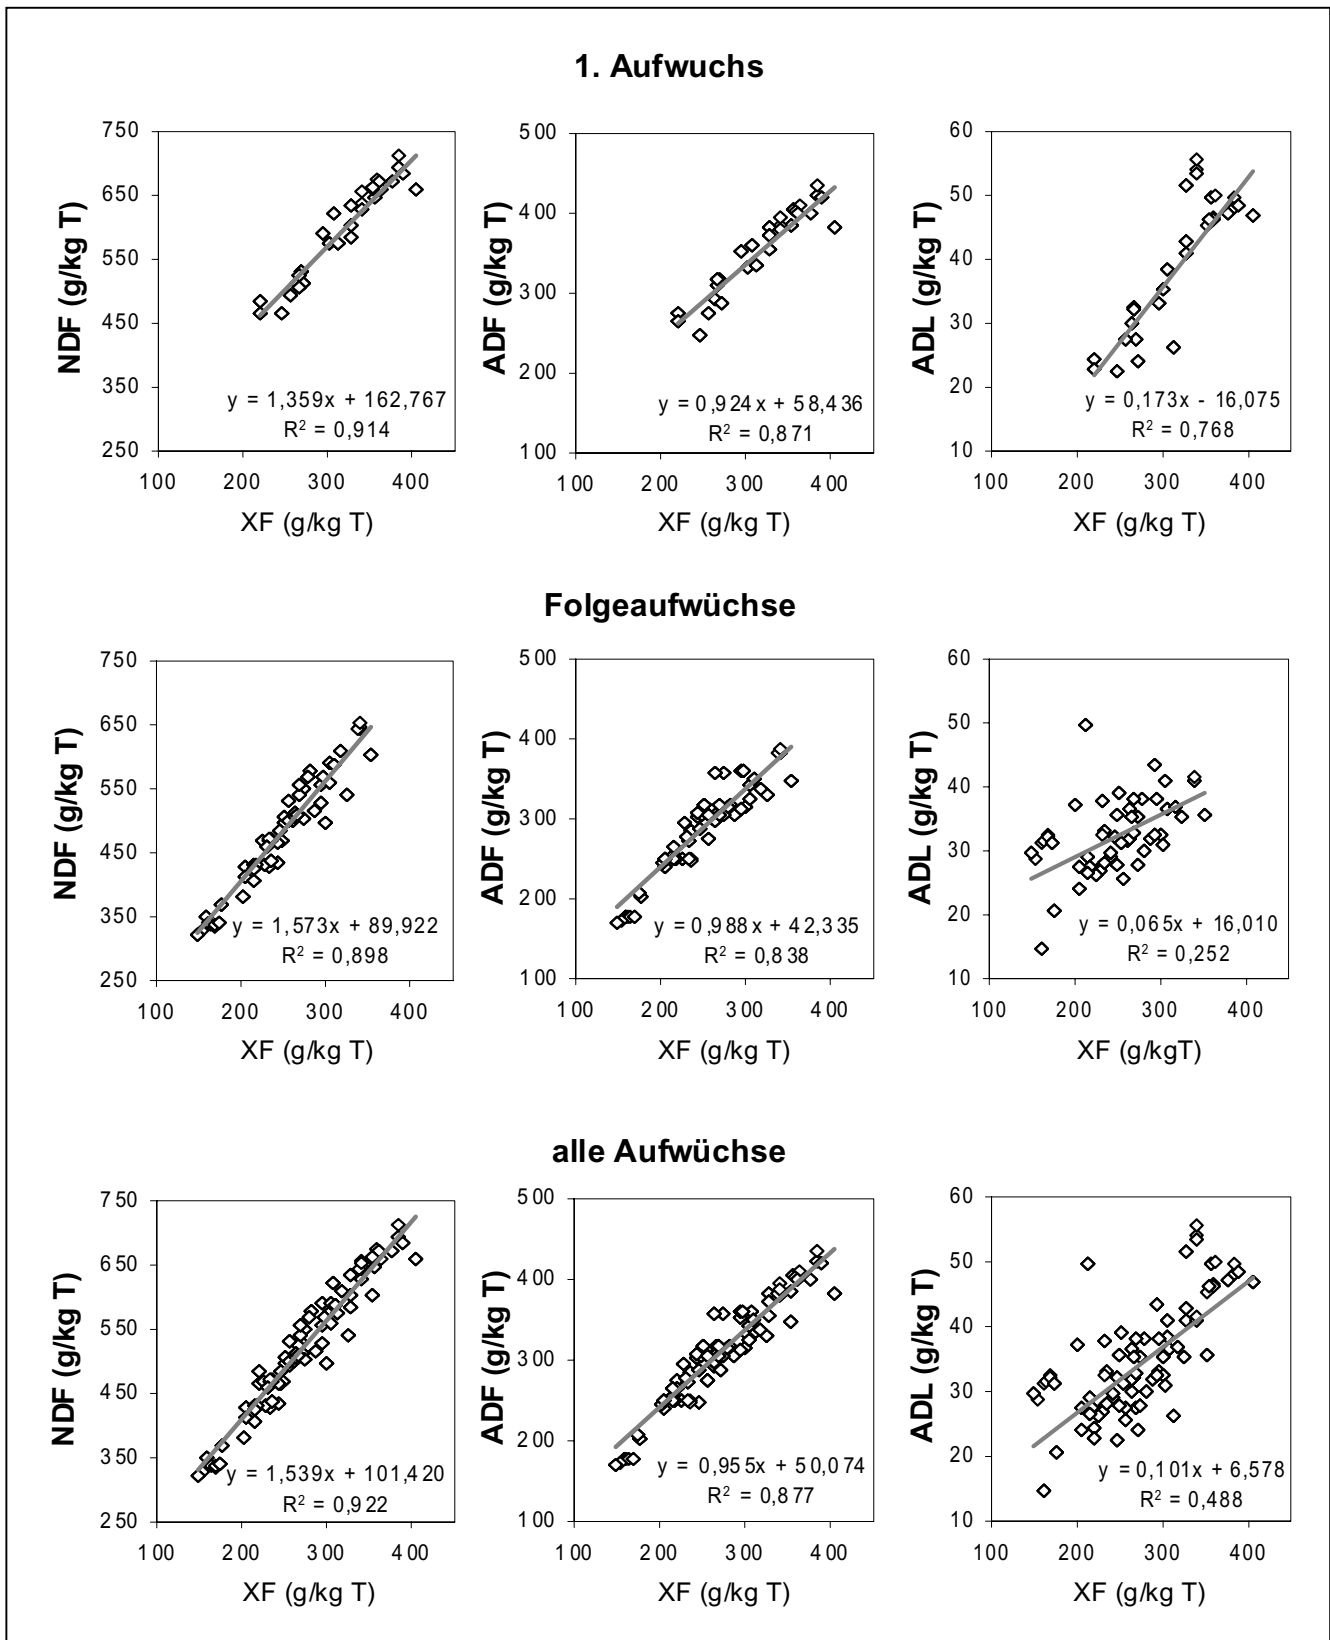 1. Aufwuchs
NDF (g/kg T)
750
650
550
450
350
250
y = 1,359x + 162,767
R² = 0,914
100 200 300 400
XF (g/kg T)
ADF (g/kg T)
500
400
300
200
100
y = 0,924x + 58,436
R² = 0,871
100 200 300 400
XF (g/kg T)
ADL (g/kg T)
60
50
40
30
20
10
y = 0,173x - 16,075
R² = 0,768
100 200 300 400
XF (g/kg T)
Folgeaufwüchse
NDF (g/kg T)
750
650
550
450
350
250
y = 1,573x + 89,922
R² = 0,898
100 200 300 400
XF (g/kg T)
ADF (g/kg T)
500
400
300
200
100
y = 0,988x + 42,335
R² = 0,838
100 200 300 400
XF (g/kg T)
ADL (g/kg T)
60
50
40
30
20
10
y = 0,065x + 16,010
R² = 0,252
100 200 300 400
XF (g/kgT)
alle Aufwüchse
NDF (g/kg T)
750
650
550
450
350
250
y = 1,539x + 101,420
R² = 0,922
100 200 300 400
XF (g/kg T)
ADF (g/kg T)
500
400
300
200
100
y = 0,955x + 50,074
R² = 0,877
100 200 300 400
XF (g/kg T)
ADL (g/kg T)
60
50
40
30
20
10
y = 0,101x + 6,578
R² = 0,488
100 200 300 400
XF (g/kg T)